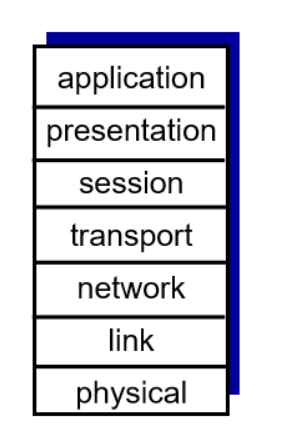 application
presentation
session
transport
network
link
physical